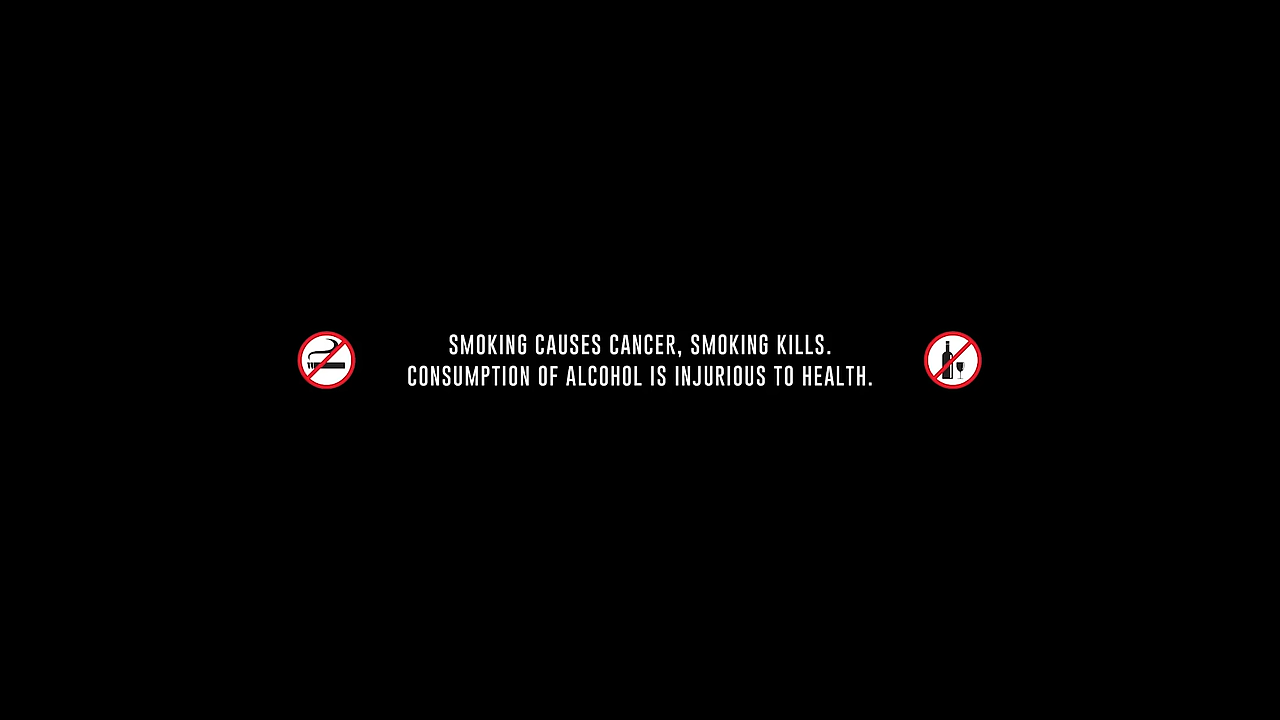 SMOKING CAUSES CANCER, SMOKING KILLS.
CONSUMPTION OF ALCOHOL IS INJURIOUS TO HEALTH.